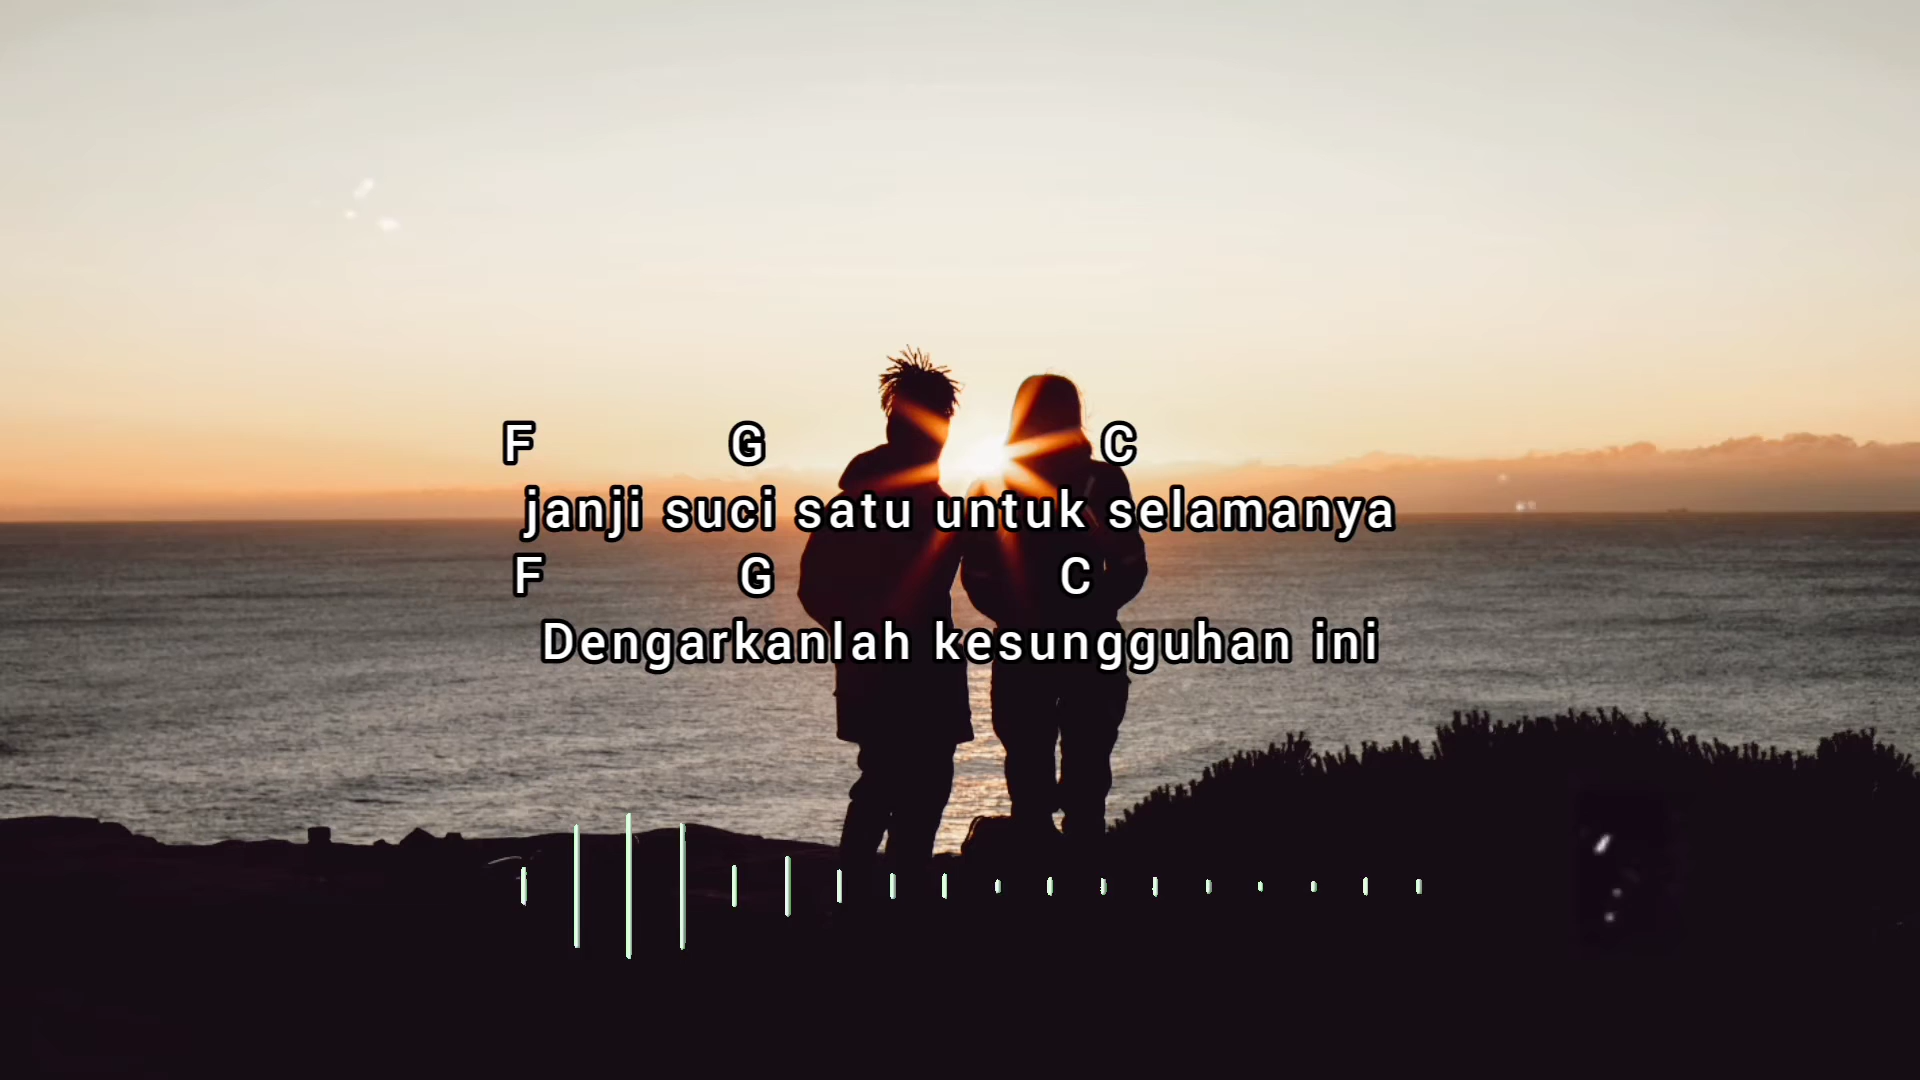 F G C
janji suci satu untuk selamanya
F G C
Dengarkanlah kesungguhan ini